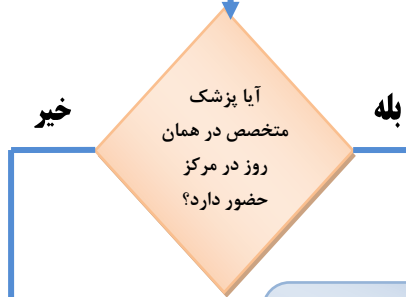 آیا پزشک
متخصص در همان
روز در مرکز
حضور دارد؟
بله
خیر